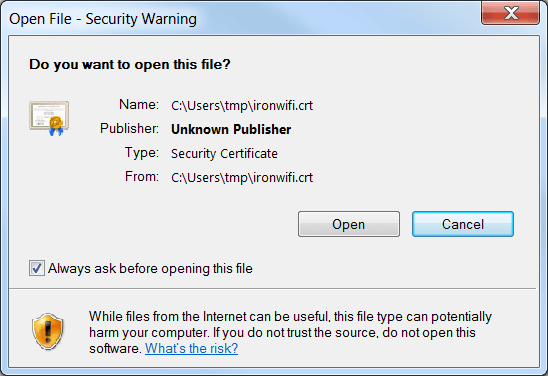 Open File - Security Warning
Do you want to open this file?
Name: C:\Users\tmp\ironwifi.crt
Publisher: Unknown Publisher
Type: Security Certificate
From: C:\Users\tmp\ironwifi.crt
Open Cancel
Always ask before opening this file
While files from the Internet can be useful, this file type can potentially
harm your computer. If you do not trust the source, do not open this
software. What's the risk?